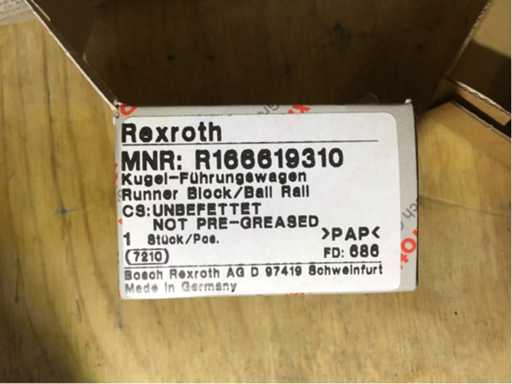 Rexroth
MNR: R166619310
Kugel-Führungswagen
Runner Block/Ball Rail
CS:UNBEFETTET
NOT PRE-GREASED
1 Stück/Pos. >PAP<
7210 FD: 686
Bosch Rexroth AG D 97419 Schweinfurt
Made in Germany